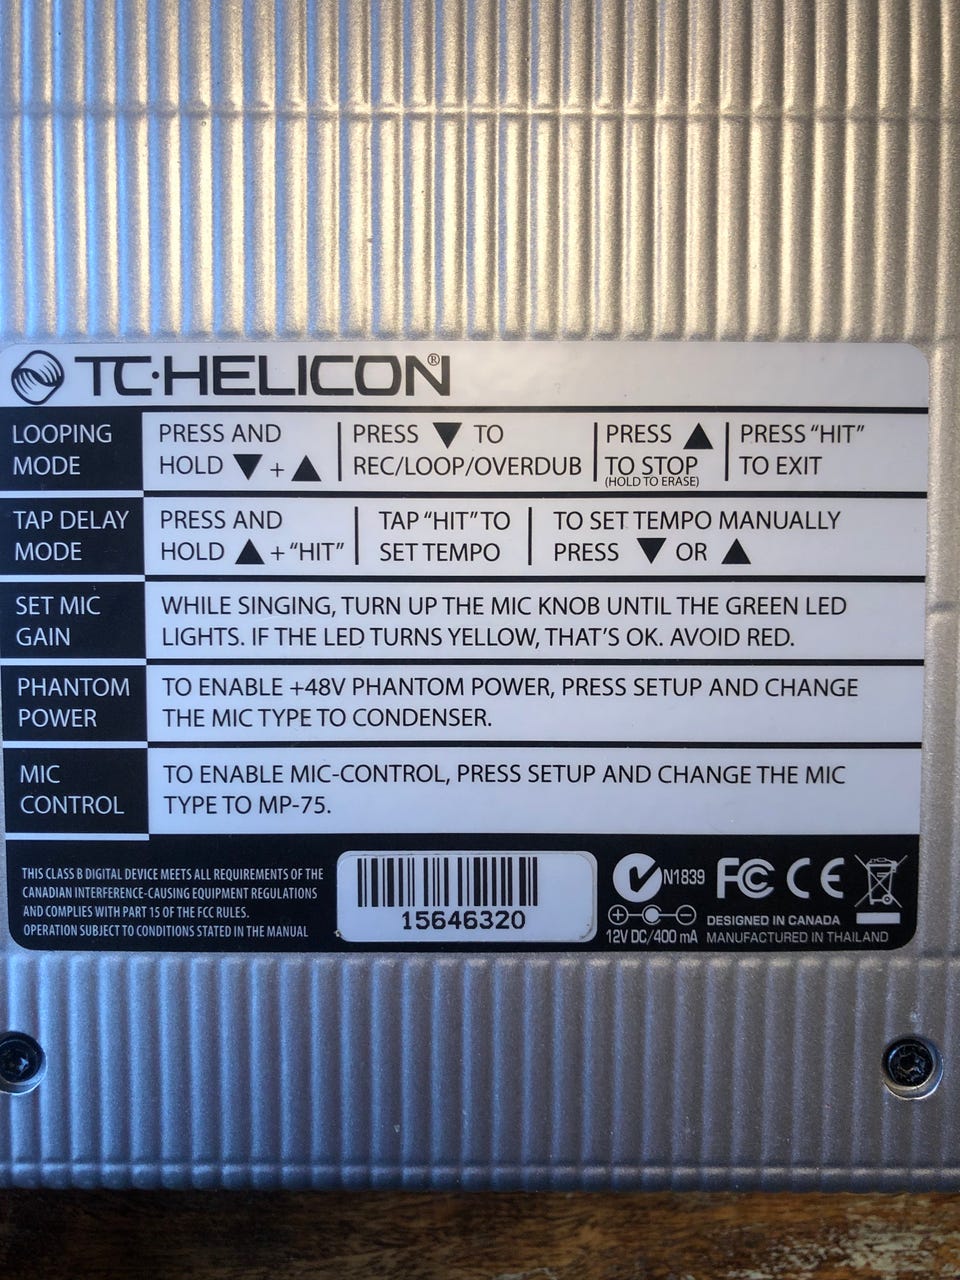 TC·HELICON®
LOOPING MODE
PRESS AND HOLD ▼ + ▲
PRESS ▼ TO REC/LOOP/OVERDUB
PRESS ▲ TO STOP (HOLD TO ERASE)
PRESS "HIT" TO EXIT
TAP DELAY MODE
PRESS AND HOLD ▲ + "HIT"
TAP "HIT" TO SET TEMPO
TO SET TEMPO MANUALLY PRESS ▼ OR ▲
SET MIC GAIN
WHILE SINGING, TURN UP THE MIC KNOB UNTIL THE GREEN LED
LIGHTS. IF THE LED TURNS YELLOW, THAT'S OK. AVOID RED.
PHANTOM POWER
TO ENABLE +48V PHANTOM POWER, PRESS SETUP AND CHANGE
THE MIC TYPE TO CONDENSER.
MIC CONTROL
TO ENABLE MIC-CONTROL, PRESS SETUP AND CHANGE THE MIC
TYPE TO MP-75.
THIS CLASS B DIGITAL DEVICE MEETS ALL REQUIREMENTS OF THE
CANADIAN INTERFERENCE-CAUSING EQUIPMENT REGULATIONS
AND COMPLIES WITH PART 15 OF THE FCC RULES.
OPERATION SUBJECT TO CONDITIONS STATED IN THE MANUAL
15646320
N1839 FC CE
12V DC/400 mA
DESIGNED IN CANADA
MANUFACTURED IN THAILAND